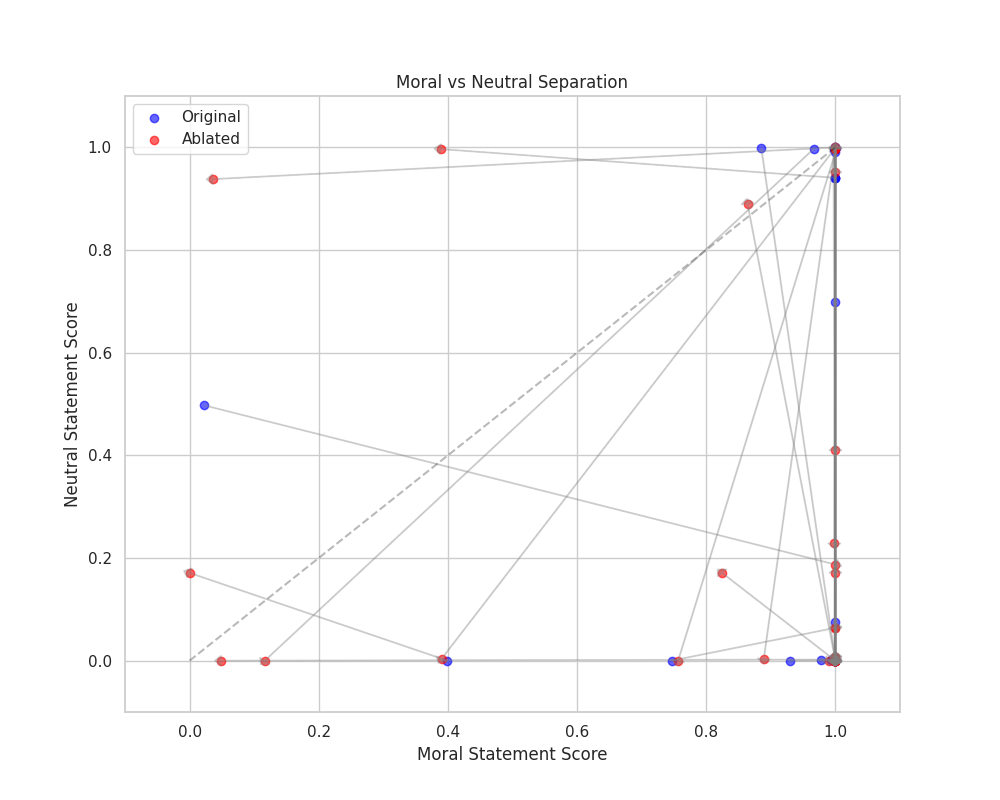 Moral vs Neutral Separation
Original
Ablated
1.0
0.8
0.6
0.4
0.2
0.0
Neutral Statement Score
0.0 0.2 0.4 0.6 0.8 1.0
Moral Statement Score